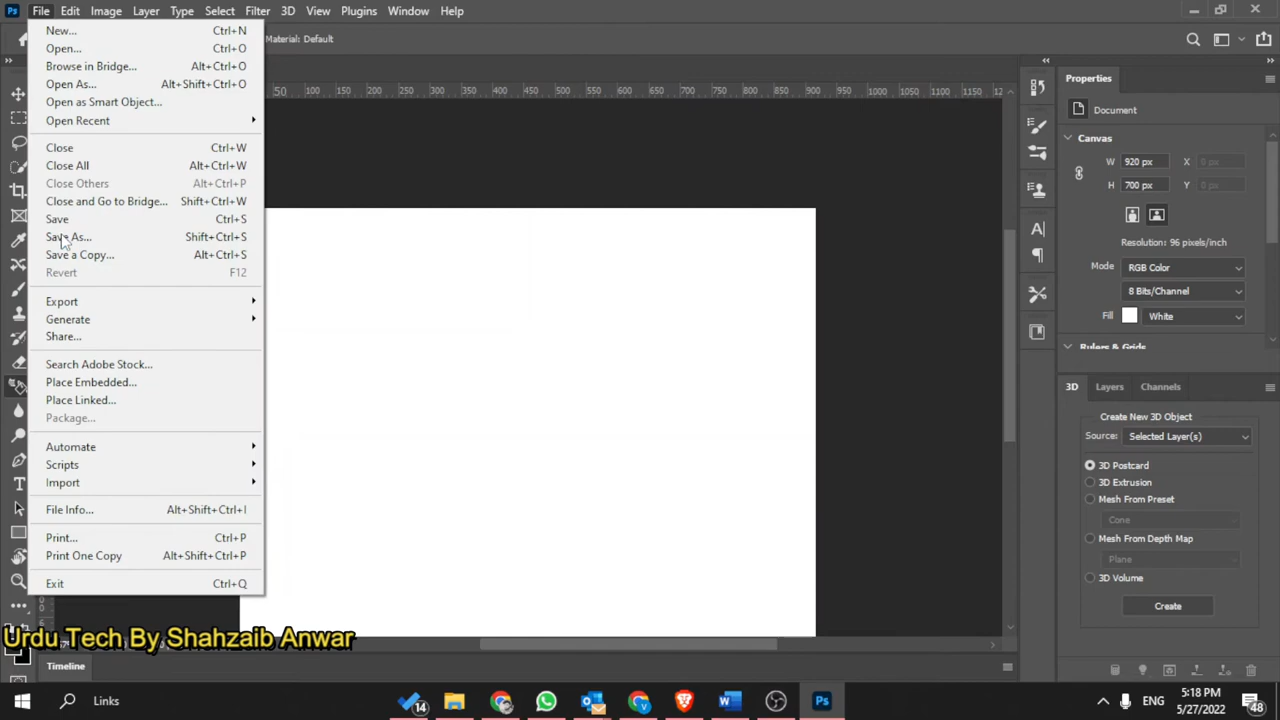 Ps File Edit Image Layer Type Select Filter 3D View Plugins Window Help
Material: Default
New... Ctrl+N
Open... Ctrl+O
Browse in Bridge... Alt+Ctrl+O
Open As... Alt+Shift+Ctrl+O
Open as Smart Object...
Open Recent
Close Ctrl+W
Close All Alt+Ctrl+W
Close Others Alt+Ctrl+P
Close and Go to Bridge... Shift+Ctrl+W
Save Ctrl+S
Save As... Shift+Ctrl+S
Save a Copy... Alt+Ctrl+S
Revert F12
Export
Generate
Share...
Search Adobe Stock...
Place Embedded...
Place Linked...
Package...
Automate
Scripts
Import
File Info... Alt+Shift+Ctrl+I
Print... Ctrl+P
Print One Copy Alt+Shift+Ctrl+P
Exit Ctrl+Q
50 100 150 200 250 300 350 400 450 500 550 600 650 700 750 800 850 900 950 1000 1050 1100 1150
Properties
Document
Canvas
W 920 px X 0 px
H 700 px Y 0 px
Resolution: 96 pixels/inch
Mode RGB Color
8 Bits/Channel
Fill White
Rulers & Grids
3D Layers Channels
Create New 3D Object
Source: Selected Layer(s)
3D Postcard
3D Extrusion
Mesh From Preset
Cone
Mesh From Depth Map
Plane
3D Volume
Create
Urdu Tech By Shahzaib Anwar
Timeline
Links
14
W
Ps
ENG
5:18 PM
5/27/2022
48